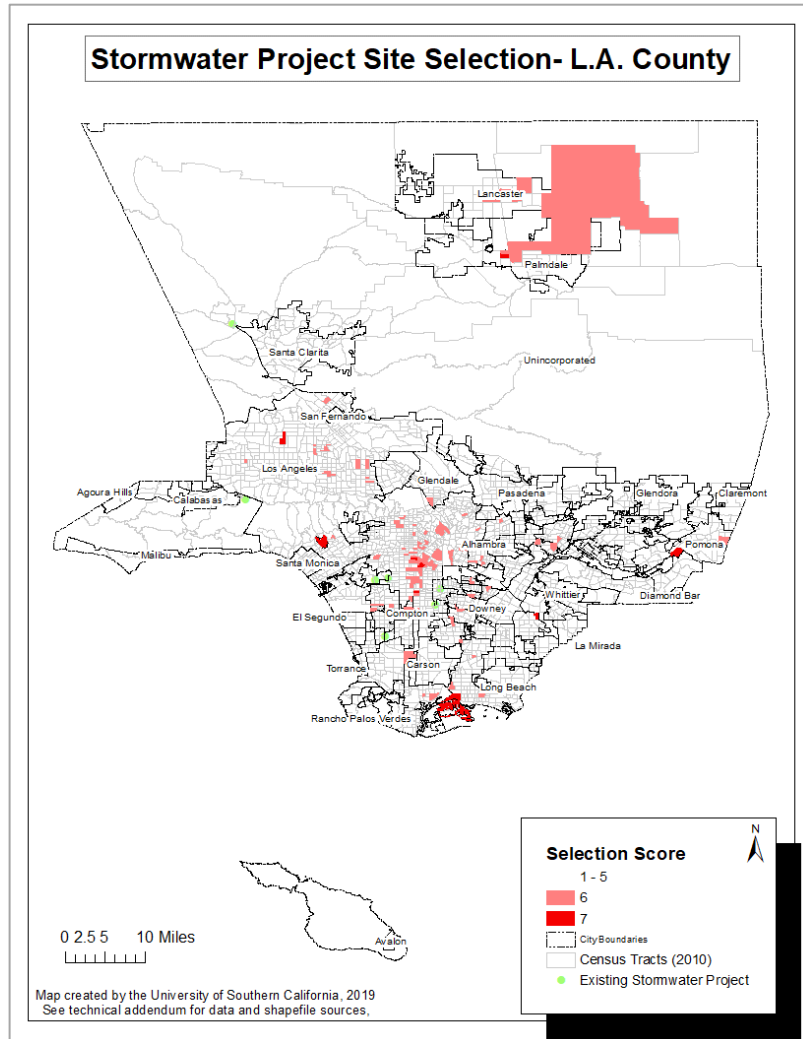 Stormwater Project Site Selection- L.A. County
Lancaster
Palmdale
Santa Clarita
Unincorporated
San Fernando
Los Angeles
Glendale
Agoura Hills
Calabasas
Pasadena
Glendora
Claremont
Malibu
Santa Monica
Alhambra
Pomona
Whittier
Diamond Bar
El Segundo
Compton
Downey
La Mirada
Torrance
Carson
Long Beach
Rancho Palos Verdes
Avalon
N
Selection Score
1 - 5
6
7
City Boundaries
Census Tracts (2010)
Existing Stormwater Project
0 2.5 5 10 Miles
Map created by the University of Southern California, 2019
See technical addendum for data and shapefile sources,